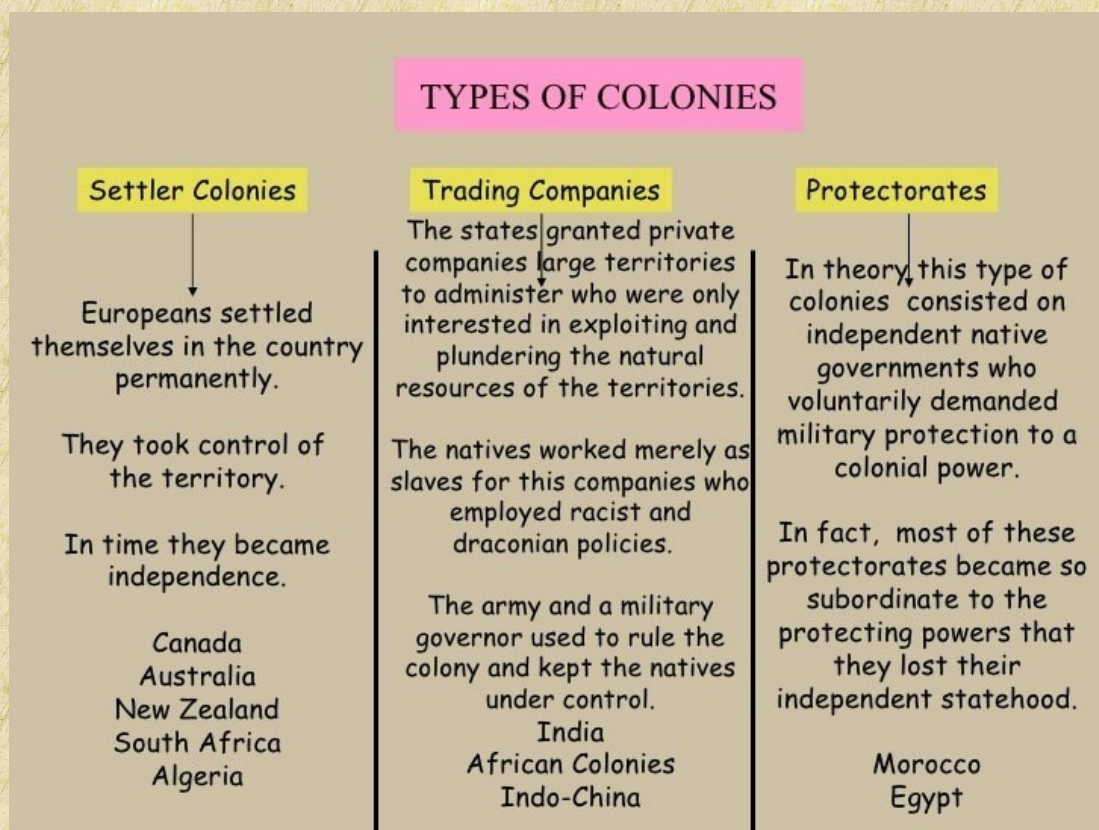 TYPES OF COLONIES
Settler Colonies
Europeans settled
themselves in the country
permanently.
They took control of
the territory.
In time they became
independence.
Canada
Australia
New Zealand
South Africa
Algeria
Trading Companies
The states granted private
companies large territories
to administer who were only
interested in exploiting and
plundering the natural
resources of the territories.
The natives worked merely as
slaves for this companies who
employed racist and
draconian policies.
The army and a military
governor used to rule the
colony and kept the natives
under control.
India
African Colonies
Indo-China
Protectorates
In theory this type of
colonies consisted on
independent native
governments who
voluntarily demanded
military protection to a
colonial power.
In fact, most of these
protectorates became so
subordinate to the
protecting powers that
they lost their
independent statehood.
Morocco
Egypt